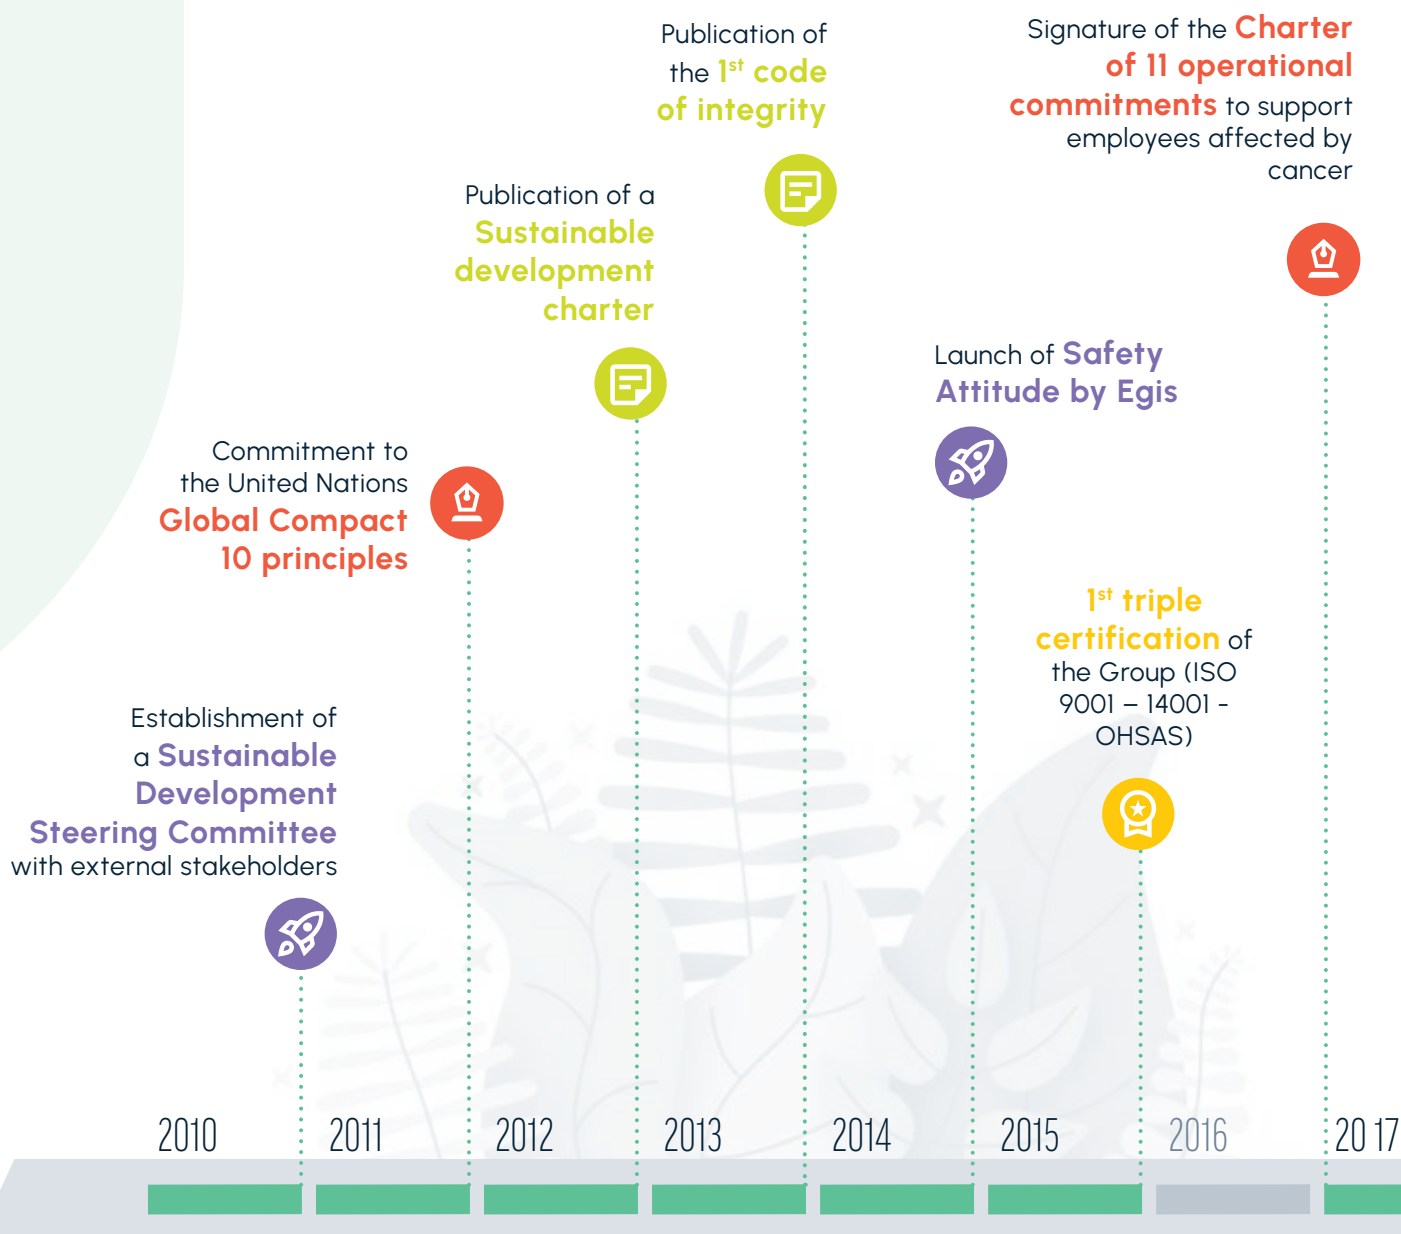 Publication of
the 1st code
of integrity
Signature of the Charter
of 11 operational
commitments to support
employees affected by
cancer
Publication of a
Sustainable
development
charter
Launch of Safety
Attitude by Egis
Commitment to
the United Nations
Global Compact
10 principles
1st triple
certification of
the Group (ISO
9001 – 14001 -
OHSAS)
Establishment of
a Sustainable
Development
Steering Committee
with external stakeholders
2010
2011
2012
2013
2014
2015
2016
2017